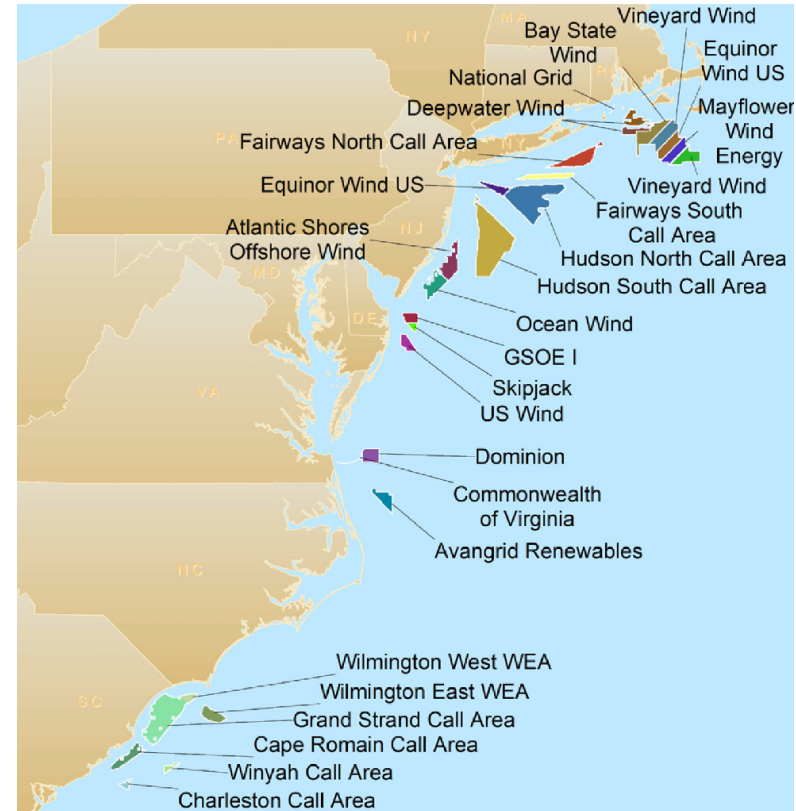 MA
Vineyard Wind
NY
Bay State
Wind
Equinor
Wind US
National Grid
RI
Deepwater Wind
Mayflower
Wind
Energy
PA
Fairways North Call Area
NY
Equinor Wind US
Vineyard Wind
Fairways South
Call Area
Atlantic Shores
Offshore Wind
NJ
Hudson North Call Area
MD
Hudson South Call Area
DE
Ocean Wind
GSOE I
Skipjack
VA
US Wind
Dominion
Commonwealth
of Virginia
Avangrid Renewables
NC
Wilmington West WEA
SC
Wilmington East WEA
Grand Strand Call Area
Cape Romain Call Area
Winyah Call Area
Charleston Call Area